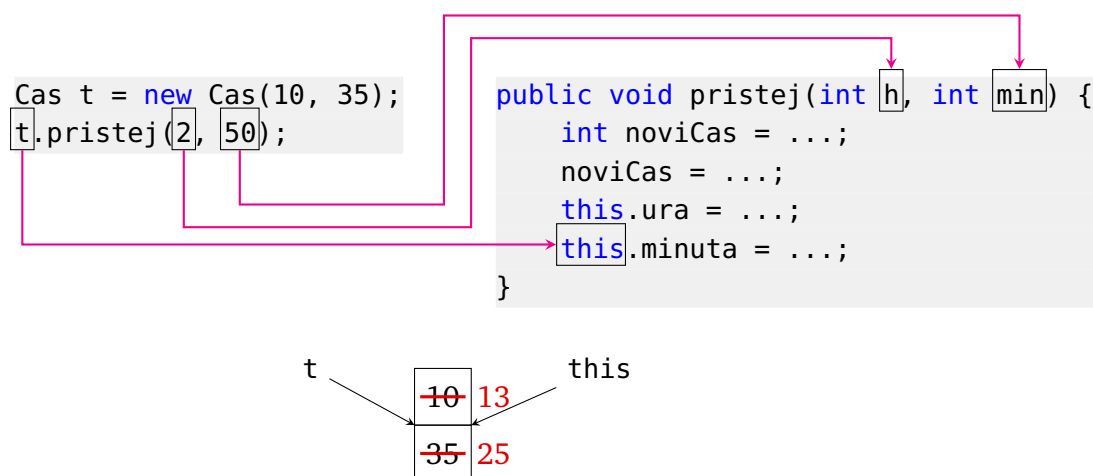 Cas t = new Cas(10, 35);
t.pristej(2, 50);
public void pristej(int h, int min) {
    int noviCas = ...;
    noviCas = ...;
    this.ura = ...;
    this.minuta = ...;
}
t
this
10 13
35 25